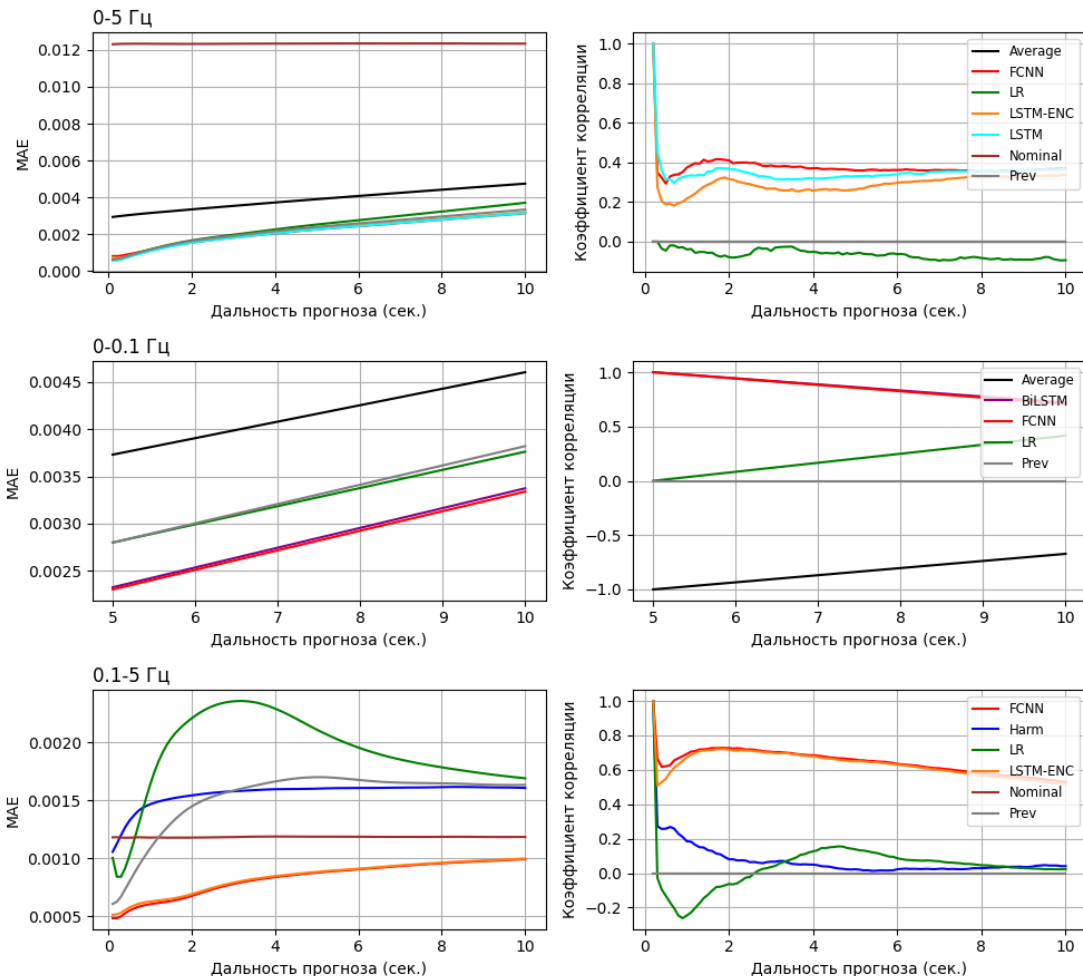 0-5 Гц
MAE
0.012
0.010
0.008
0.006
0.004
0.002
0.000
0 2 4 6 8 10
Дальность прогноза (сек.)
Коэффициент корреляции
1.0
0.8
0.6
0.4
0.2
0.0
0 2 4 6 8 10
Дальность прогноза (сек.)
Average
FCNN
LR
LSTM-ENC
LSTM
Nominal
Prev
0-0.1 Гц
MAE
0.0045
0.0040
0.0035
0.0030
0.0025
5 6 7 8 9 10
Дальность прогноза (сек.)
Коэффициент корреляции
1.0
0.5
0.0
−0.5
−1.0
5 6 7 8 9 10
Дальность прогноза (сек.)
Average
BiLSTM
FCNN
LR
Prev
0.1-5 Гц
MAE
0.0020
0.0015
0.0010
0.0005
0 2 4 6 8 10
Дальность прогноза (сек.)
Коэффициент корреляции
1.0
0.8
0.6
0.4
0.2
0.0
−0.2
0 2 4 6 8 10
Дальность прогноза (сек.)
FCNN
Harm
LR
LSTM-ENC
Nominal
Prev